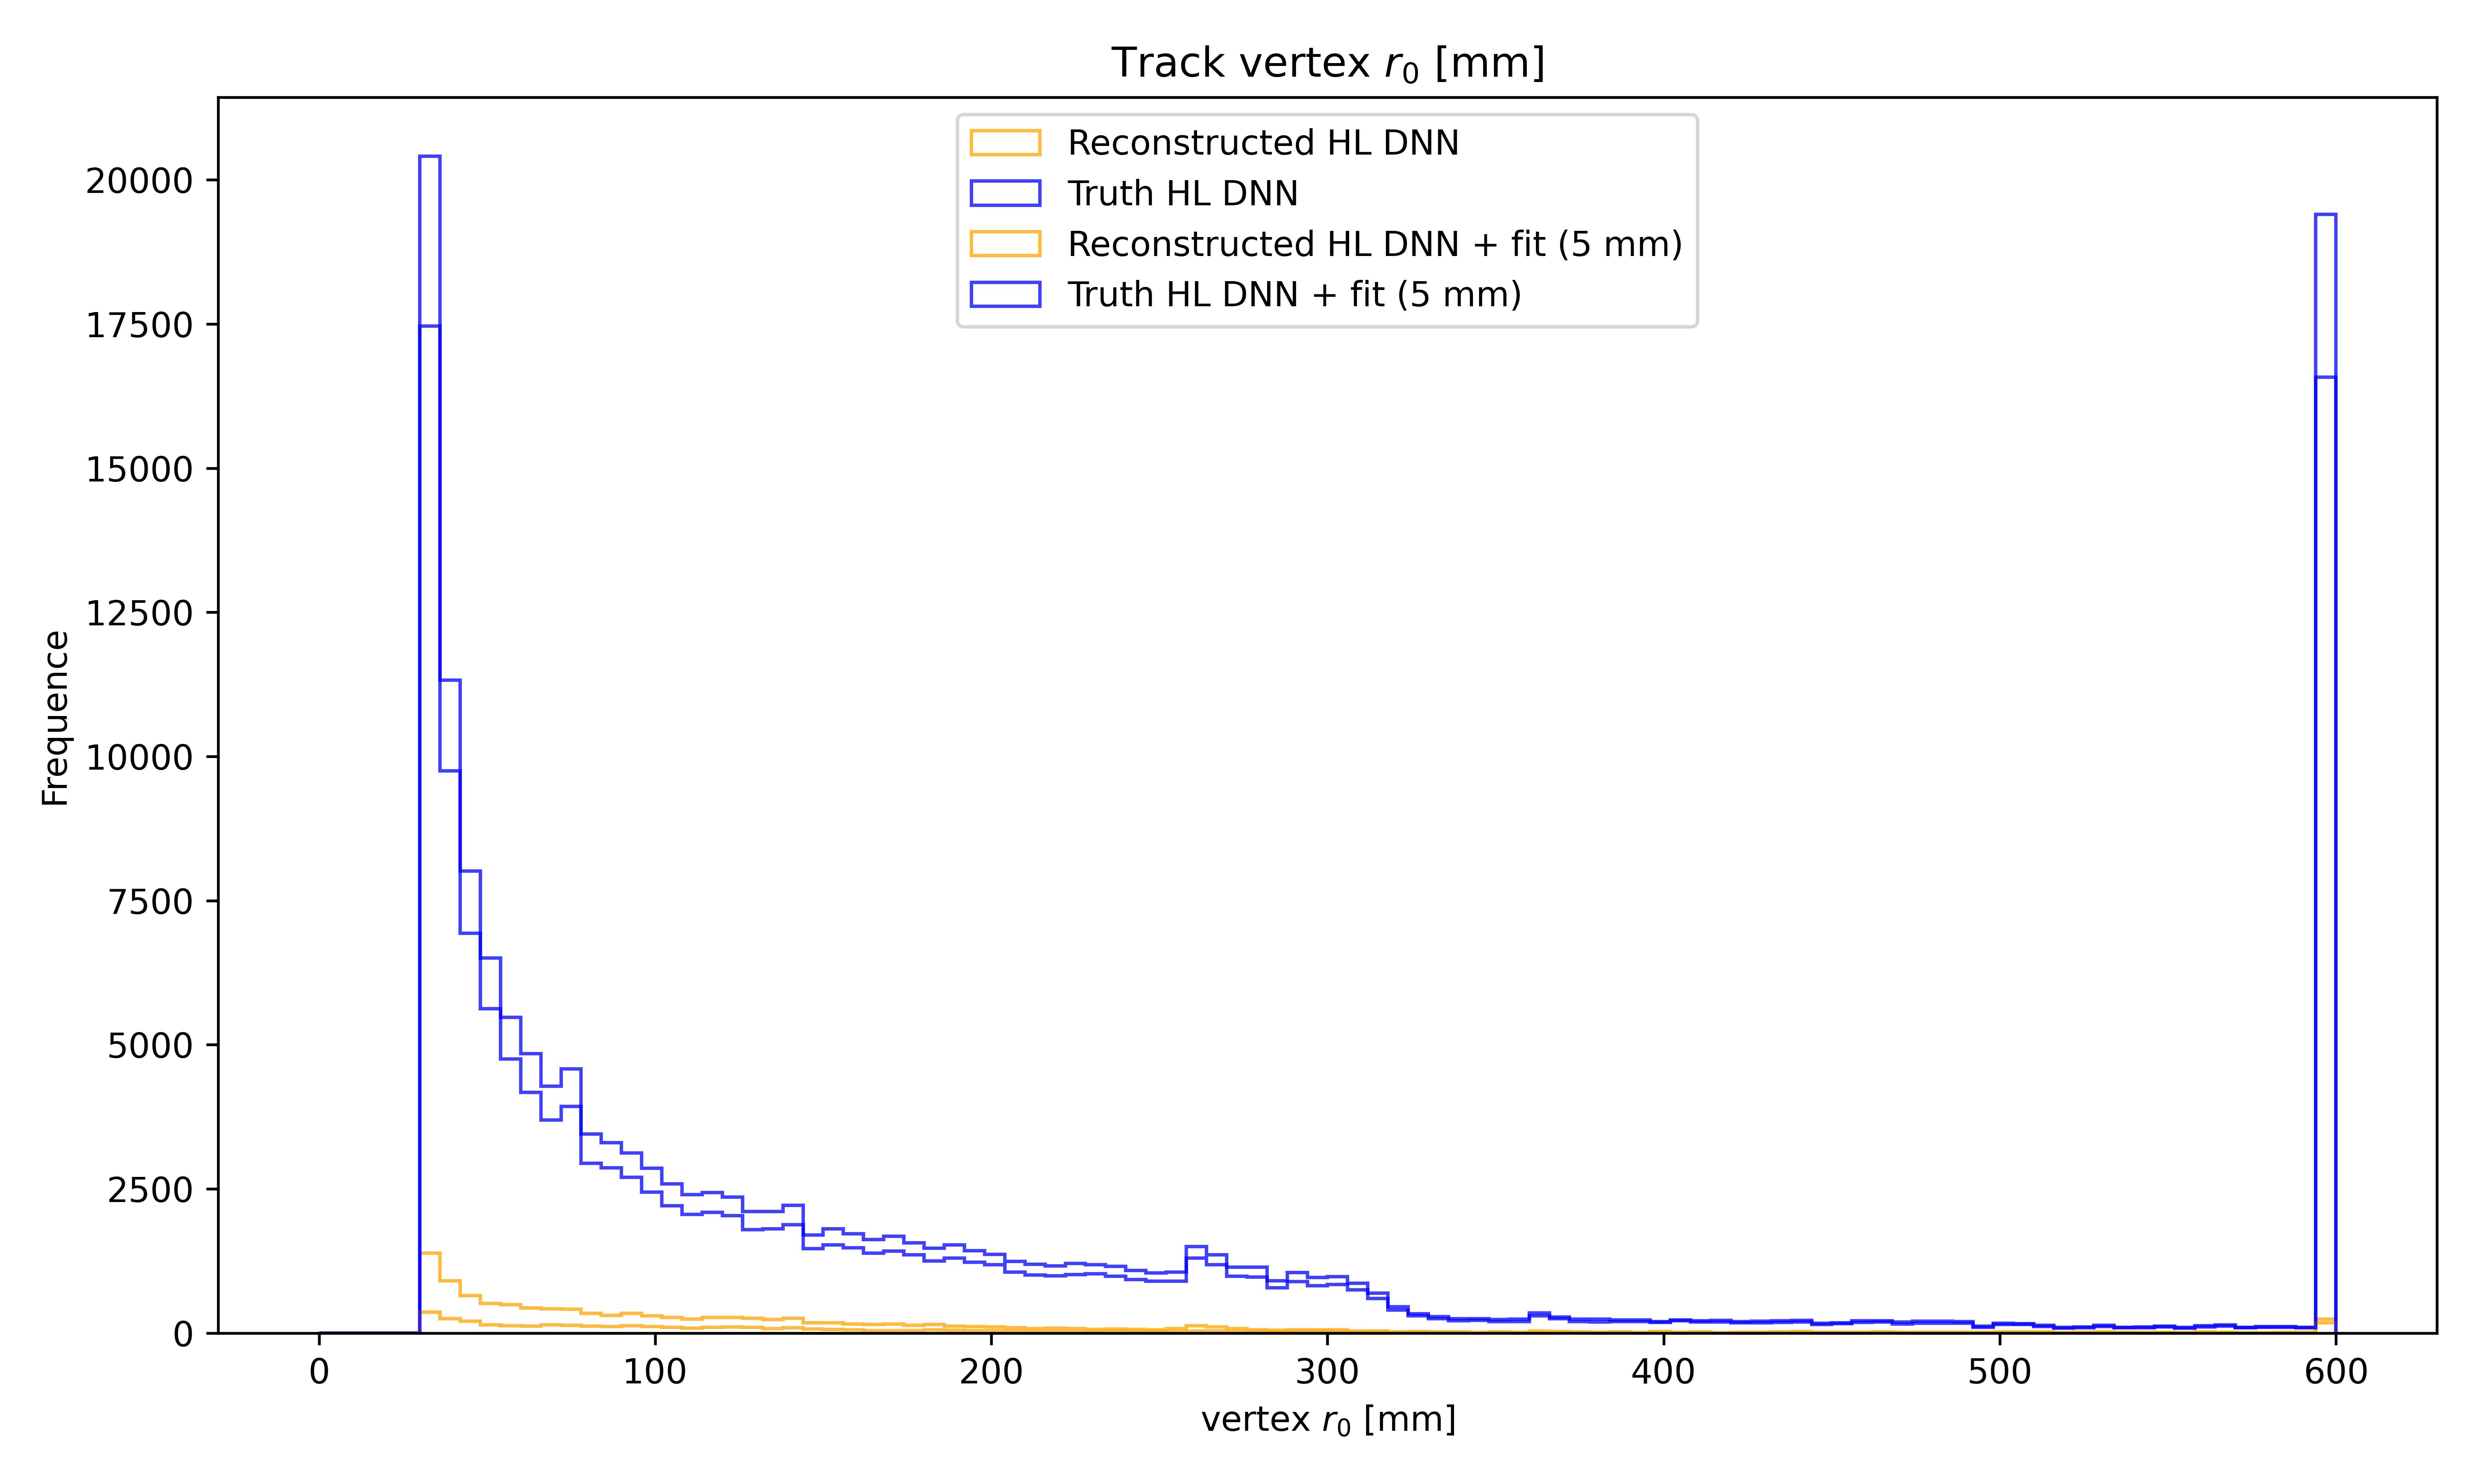 Track vertex r0 [mm]
Reconstructed HL DNN
Truth HL DNN
Reconstructed HL DNN + fit (5 mm)
Truth HL DNN + fit (5 mm)
20000
17500
15000
12500
10000
7500
5000
2500
0
Frequence
0 100 200 300 400 500 600
vertex r0 [mm]